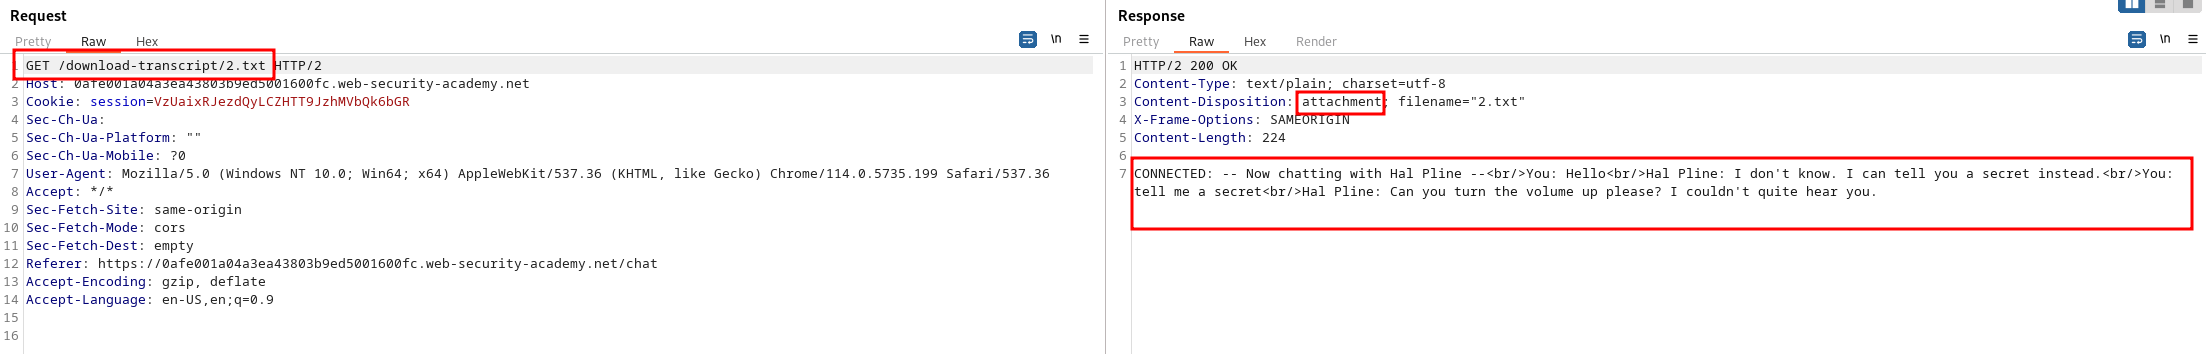 Request
Pretty Raw Hex
\n
1 GET /download-transcript/2.txt HTTP/2
2 Host: 0afe001a04a3ea43803b9ed5001600fc.web-security-academy.net
3 Cookie: session=VzUaixRJezdQyLCZHTT9JzhMVbQk6bGR
4 Sec-Ch-Ua:
5 Sec-Ch-Ua-Platform: ""
6 Sec-Ch-Ua-Mobile: ?0
7 User-Agent: Mozilla/5.0 (Windows NT 10.0; Win64; x64) AppleWebKit/537.36 (KHTML, like Gecko) Chrome/114.0.5735.199 Safari/537.36
8 Accept: */*
9 Sec-Fetch-Site: same-origin
10 Sec-Fetch-Mode: cors
11 Sec-Fetch-Dest: empty
12 Referer: https://0afe001a04a3ea43803b9ed5001600fc.web-security-academy.net/chat
13 Accept-Encoding: gzip, deflate
14 Accept-Language: en-US,en;q=0.9
15
16
Response
Pretty Raw Hex Render
\n
1 HTTP/2 200 OK
2 Content-Type: text/plain; charset=utf-8
3 Content-Disposition: attachment; filename="2.txt"
4 X-Frame-Options: SAMEORIGIN
5 Content-Length: 224
6
7 CONNECTED: -- Now chatting with Hal Pline --<br/>You: Hello<br/>Hal Pline: I don't know. I can tell you a secret instead.<br/>You:
tell me a secret<br/>Hal Pline: Can you turn the volume up please? I couldn't quite hear you.